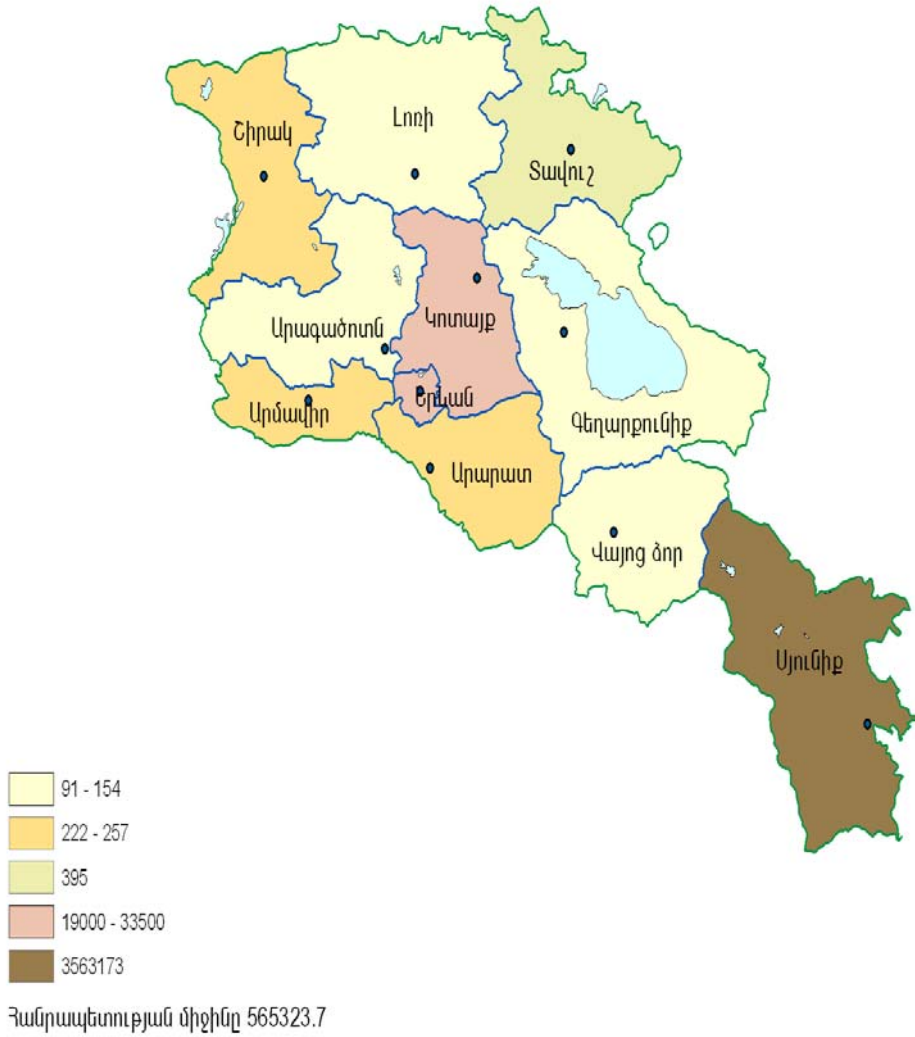 Շիրակ
Լոռի
Տավուշ
Արագածոտն
Կոտայք
Երևան
Արմավիր
Գեղարքունիք
Արարատ
Վայոց ձոր
Սյունիք
91 - 154
222 - 257
395
19000 - 33500
3563173
Հանրապետության միջինը 565323.7